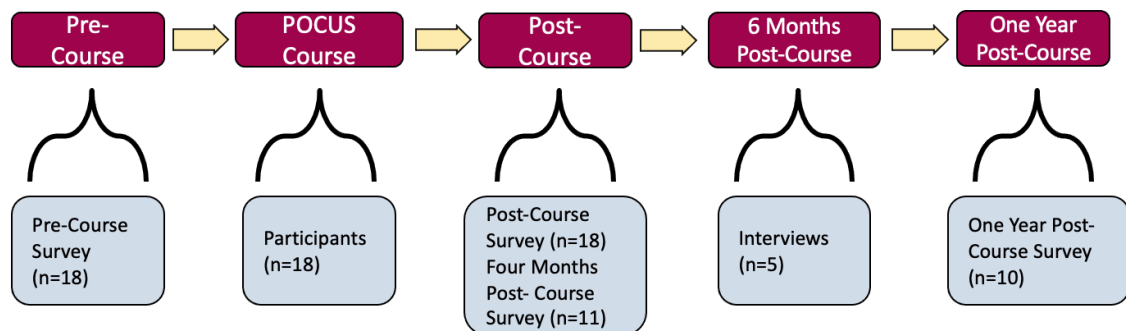 Pre-
Course
POCUS
Course
Post-
Course
6 Months
Post-Course
One Year
Post-Course
Pre-Course
Survey
(n=18)
Participants
(n=18)
Post-Course
Survey (n=18)
Four Months
Post- Course
Survey (n=11)
Interviews
(n=5)
One Year Post-
Course Survey
(n=10)